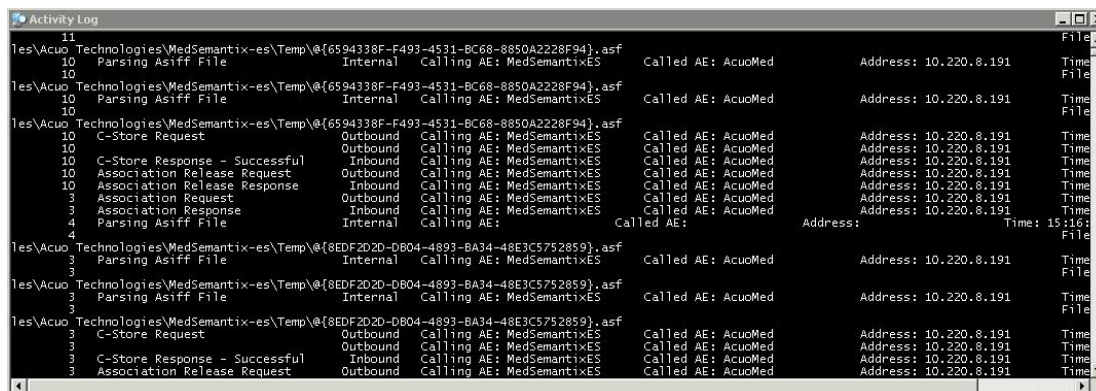 Activity Log
11 File
les\Acuo Technologies\MedSemantix-es\Temp\@{6594338F-F493-4531-BC68-8850A2228F94}.asf
10 Parsing Asiff File Internal Calling AE: MedSemantixES Called AE: AcuoMed Address: 10.220.8.191 Time
10 File
les\Acuo Technologies\MedSemantix-es\Temp\@{6594338F-F493-4531-BC68-8850A2228F94}.asf
10 Parsing Asiff File Internal Calling AE: MedSemantixES Called AE: AcuoMed Address: 10.220.8.191 Time
10 File
les\Acuo Technologies\MedSemantix-es\Temp\@{6594338F-F493-4531-BC68-8850A2228F94}.asf
10 C-Store Request Outbound Calling AE: MedSemantixES Called AE: AcuoMed Address: 10.220.8.191 Time
10 Outbound Calling AE: MedSemantixES Called AE: AcuoMed Address: 10.220.8.191 Time
10 C-Store Response - Successful Inbound Calling AE: MedSemantixES Called AE: AcuoMed Address: 10.220.8.191 Time
10 Association Release Request Outbound Calling AE: MedSemantixES Called AE: AcuoMed Address: 10.220.8.191 Time
10 Association Release Response Inbound Calling AE: MedSemantixES Called AE: AcuoMed Address: 10.220.8.191 Time
3 Association Request Outbound Calling AE: MedSemantixES Called AE: AcuoMed Address: 10.220.8.191 Time
3 Association Response Inbound Calling AE: MedSemantixES Called AE: AcuoMed Address: 10.220.8.191 Time
4 Parsing Asiff File Internal Calling AE: Called AE: Address: Time: 15:16:
4 File
les\Acuo Technologies\MedSemantix-es\Temp\@{8EDF2D2D-DB04-4893-BA34-48E3C5752859}.asf
3 Parsing Asiff File Internal Calling AE: MedSemantixES Called AE: AcuoMed Address: 10.220.8.191 Time
3 File
les\Acuo Technologies\MedSemantix-es\Temp\@{8EDF2D2D-DB04-4893-BA34-48E3C5752859}.asf
3 Parsing Asiff File Internal Calling AE: MedSemantixES Called AE: AcuoMed Address: 10.220.8.191 Time
3 File
les\Acuo Technologies\MedSemantix-es\Temp\@{8EDF2D2D-DB04-4893-BA34-48E3C5752859}.asf
3 C-Store Request Outbound Calling AE: MedSemantixES Called AE: AcuoMed Address: 10.220.8.191 Time
3 Outbound Calling AE: MedSemantixES Called AE: AcuoMed Address: 10.220.8.191 Time
3 C-Store Response - Successful Inbound Calling AE: MedSemantixES Called AE: AcuoMed Address: 10.220.8.191 Time
3 Association Release Request Outbound Calling AE: MedSemantixES Called AE: AcuoMed Address: 10.220.8.191 Time